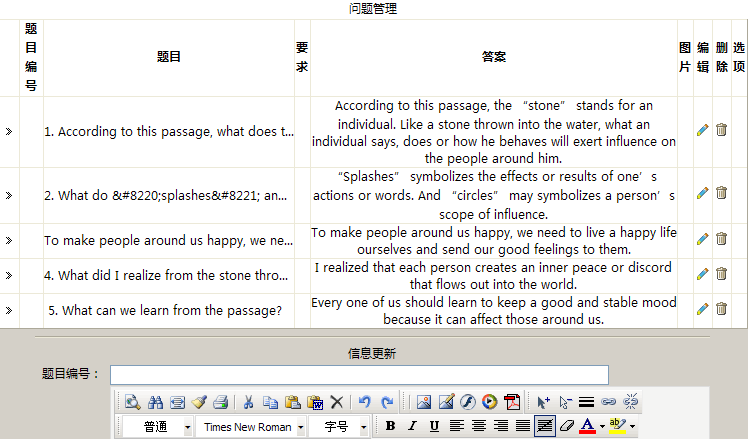 问题管理
题目编号 题目 要求 答案 图片 编辑 删除 选项
1. According to this passage, what does t...
According to this passage, the “stone” stands for an
individual. Like a stone thrown into the water, what an
individual says, does or how he behaves will exert influence on
the people around him.
2. What do &#8220;splashes&#8221; an...
“Splashes” symbolizes the effects or results of one’s
actions or words. And “circles” may symbolizes a person’s
scope of influence.
To make people around us happy, we ne...
To make people around us happy, we need to live a happy life
ourselves and send our good feelings to them.
4. What did I realize from the stone thro...
I realized that each person creates an inner peace or discord
that flows out into the world.
5. What can we learn from the passage?
Every one of us should learn to keep a good and stable mood
because it can affect those around us.
信息更新
题目编号：
普通 Times New Roman 字号 B I U A ab